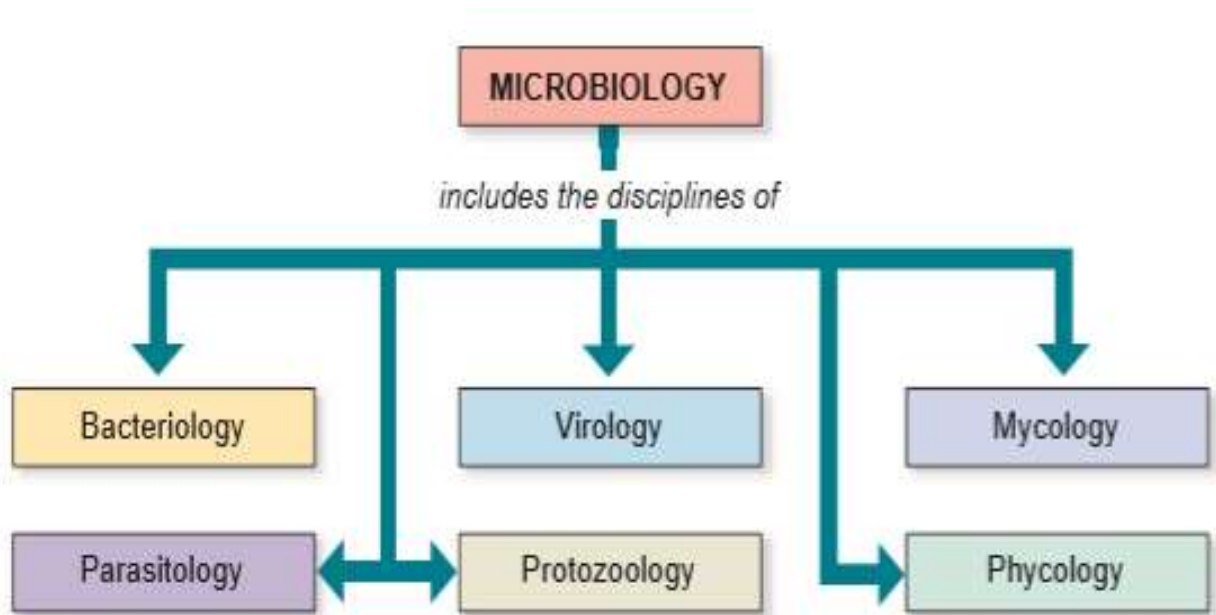 MICROBIOLOGY
includes the disciplines of
Bacteriology
Virology
Mycology
Parasitology
Protozoology
Phycology